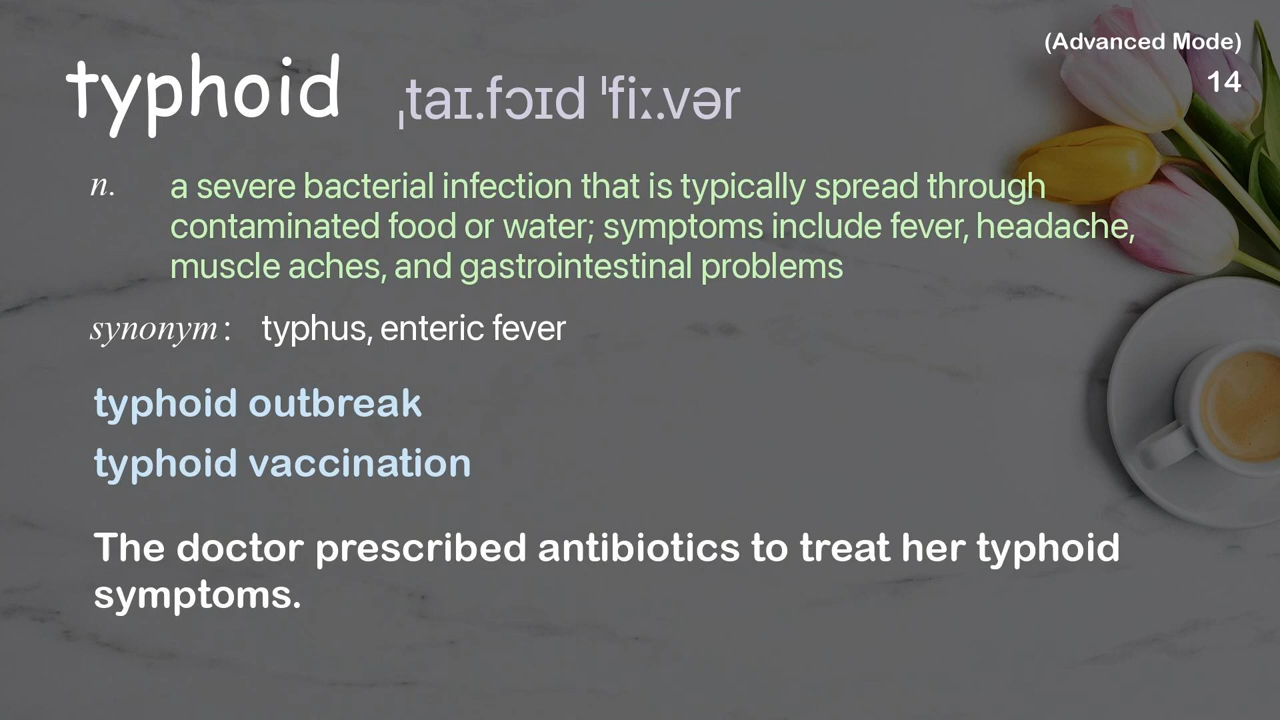 (Advanced Mode)
14
typhoid ˌtaɪ.fɔɪd ˈfiː.vər
n. a severe bacterial infection that is typically spread through
contaminated food or water; symptoms include fever, headache,
muscle aches, and gastrointestinal problems
synonym: typhus, enteric fever
typhoid outbreak
typhoid vaccination
The doctor prescribed antibiotics to treat her typhoid
symptoms.